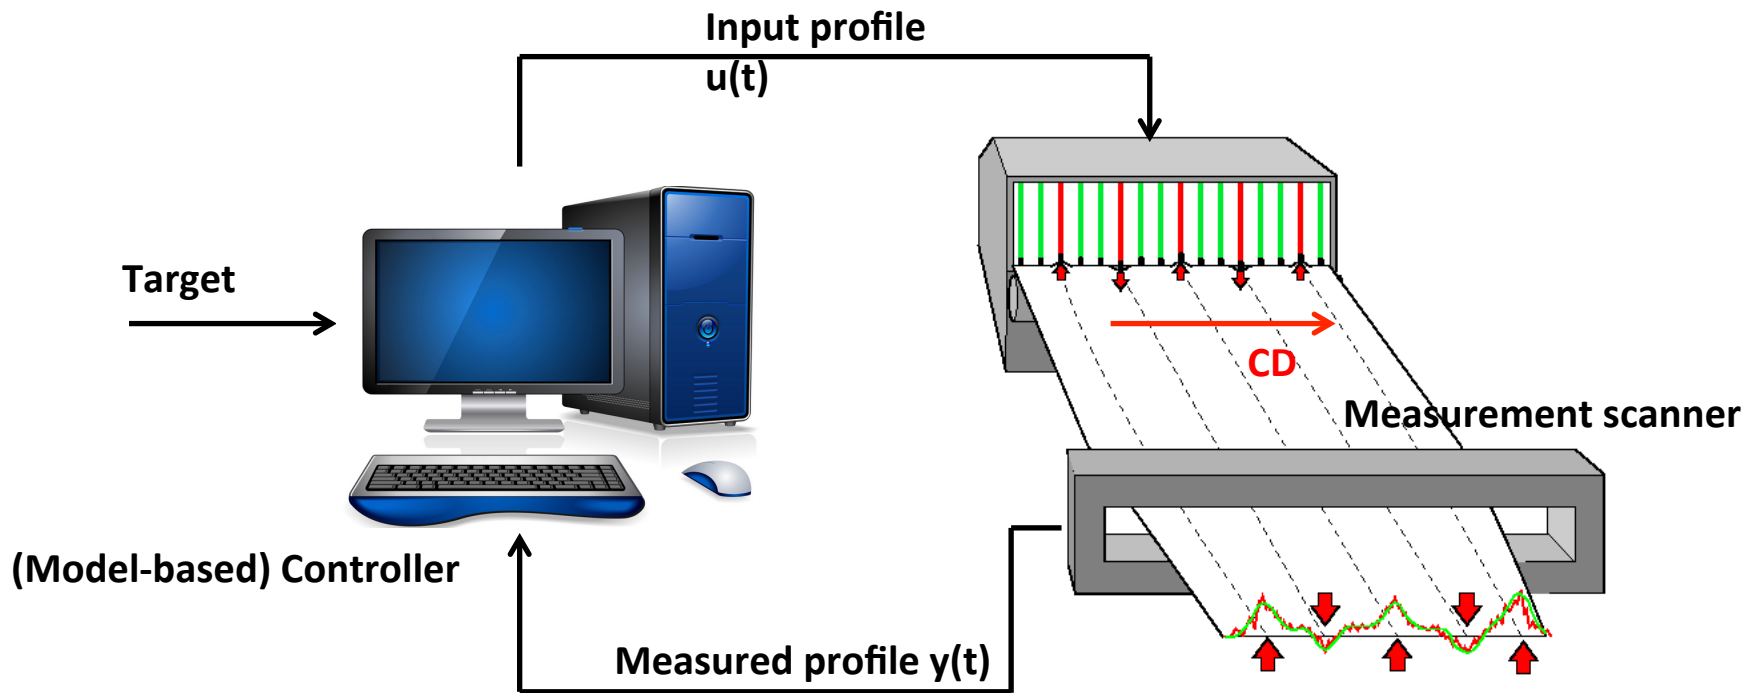 Input profile
u(t)
Target
CD
Measurement scanner
(Model-based) Controller
Measured profile y(t)